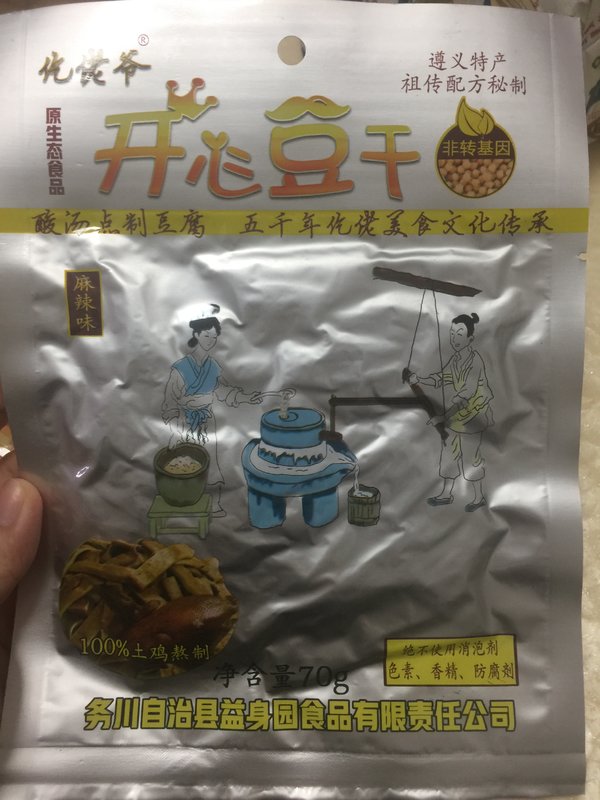 仡佬爷®
遵义特产
祖传配方秘制
原生态食品
开心豆干
非转基因
酸汤点制豆腐 五千年仡佬美食文化传承
麻辣味
100%土鸡熬制
绝不使用消泡剂
色素、香精、防腐剂
净含量70g
务川自治县益身园食品有限责任公司